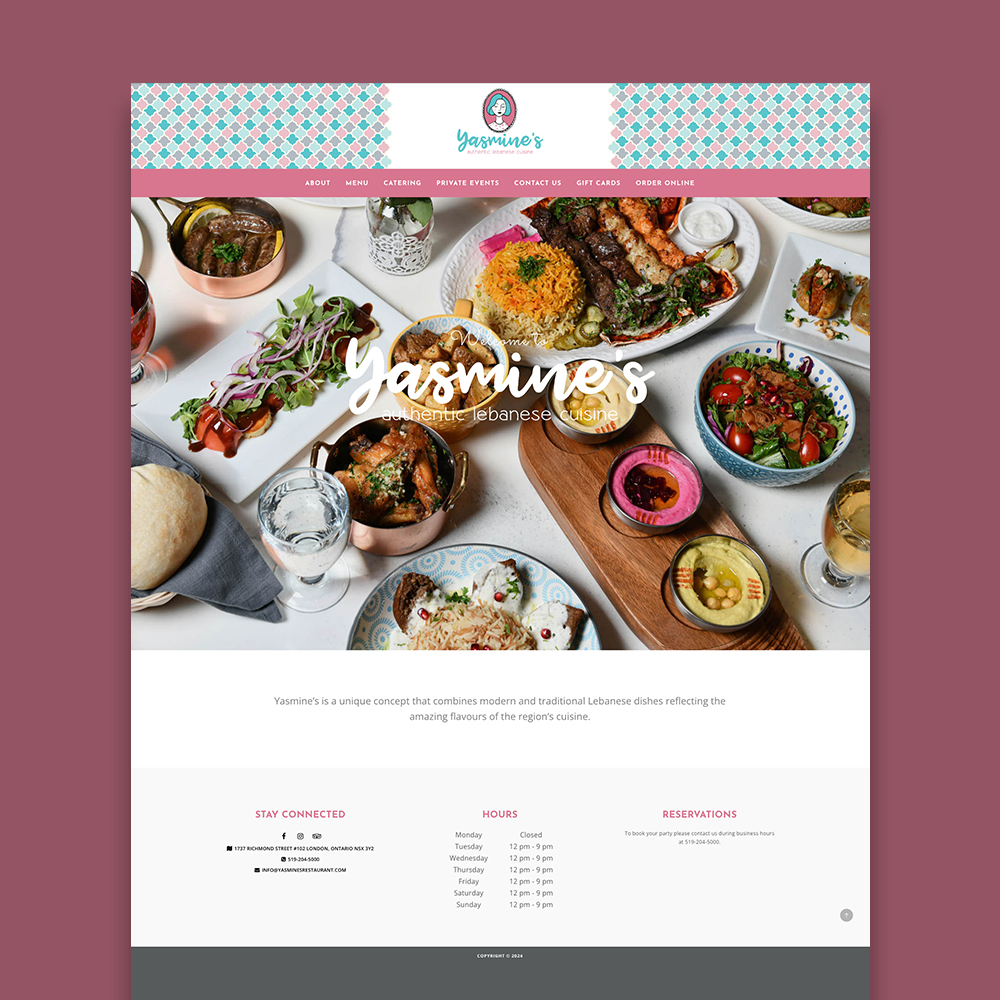 Yasmine's
authentic lebanese cuisine
ABOUT MENU CATERING PRIVATE EVENTS CONTACT US GIFT CARDS ORDER ONLINE
Welcome to
Yasmine's
authentic lebanese cuisine
Yasmine's is a unique concept that combines modern and traditional Lebanese dishes reflecting the
amazing flavours of the region's cuisine.
STAY CONNECTED
1737 RICHMOND STREET #102 LONDON, ONTARIO N5X 3Y2
519-204-5000
INFO@YASMINESRESTAURANT.COM
HOURS
Monday Closed
Tuesday 12 pm - 9 pm
Wednesday 12 pm - 9 pm
Thursday 12 pm - 9 pm
Friday 12 pm - 9 pm
Saturday 12 pm - 9 pm
Sunday 12 pm - 9 pm
RESERVATIONS
To book your party please contact us during business hours
at 519-204-5000.
COPYRIGHT © 2024